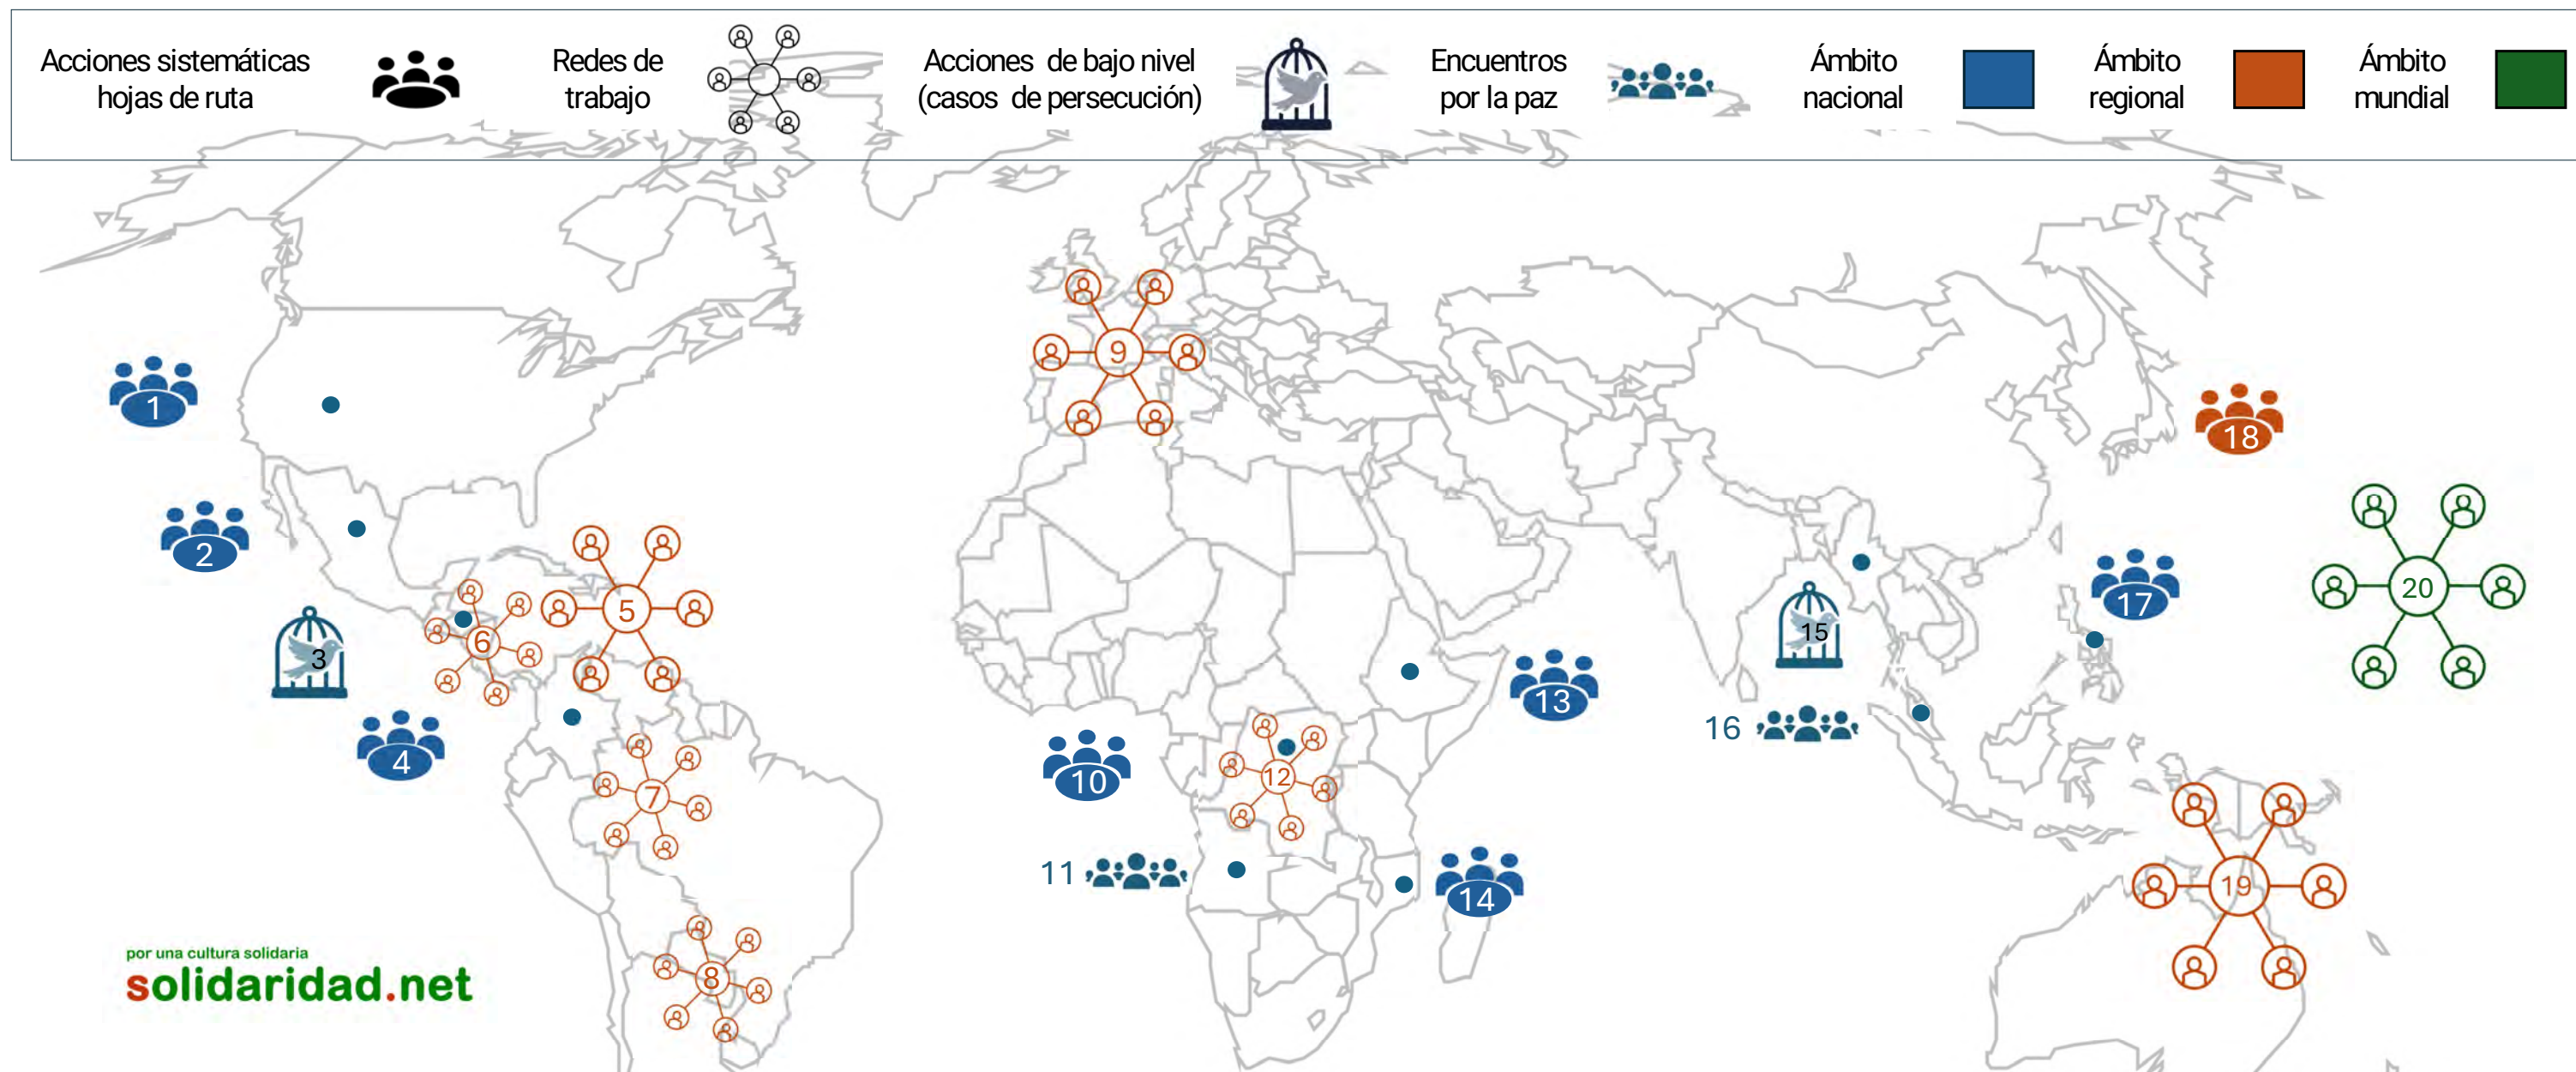 Acciones sistemáticas
hojas de ruta
Redes de
trabajo
Acciones de bajo nivel
(casos de persecución)
Encuentros
por la paz
Ámbito
nacional
Ámbito
regional
Ámbito
mundial
1
2
3
4
5
6
7
8
9
10
11
12
13
14
15
16
17
18
19
20
por una cultura solidaria
solidaridad.net